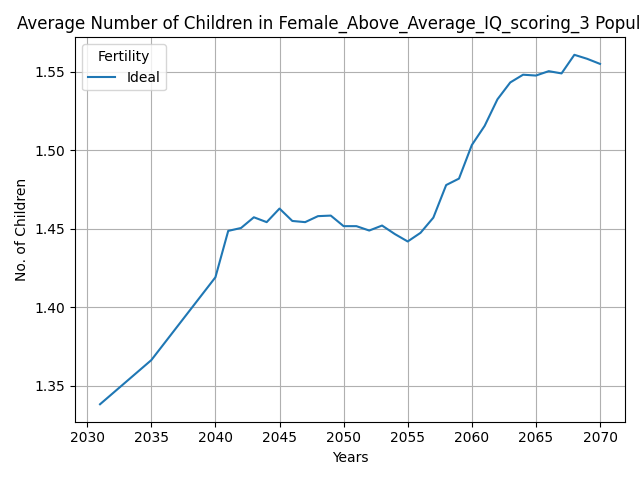 Average Number of Children in Female_Above_Average_IQ_scoring_3 Popul
Fertility
Ideal
No. of Children
1.55
1.50
1.45
1.40
1.35
2030 2035 2040 2045 2050 2055 2060 2065 2070
Years